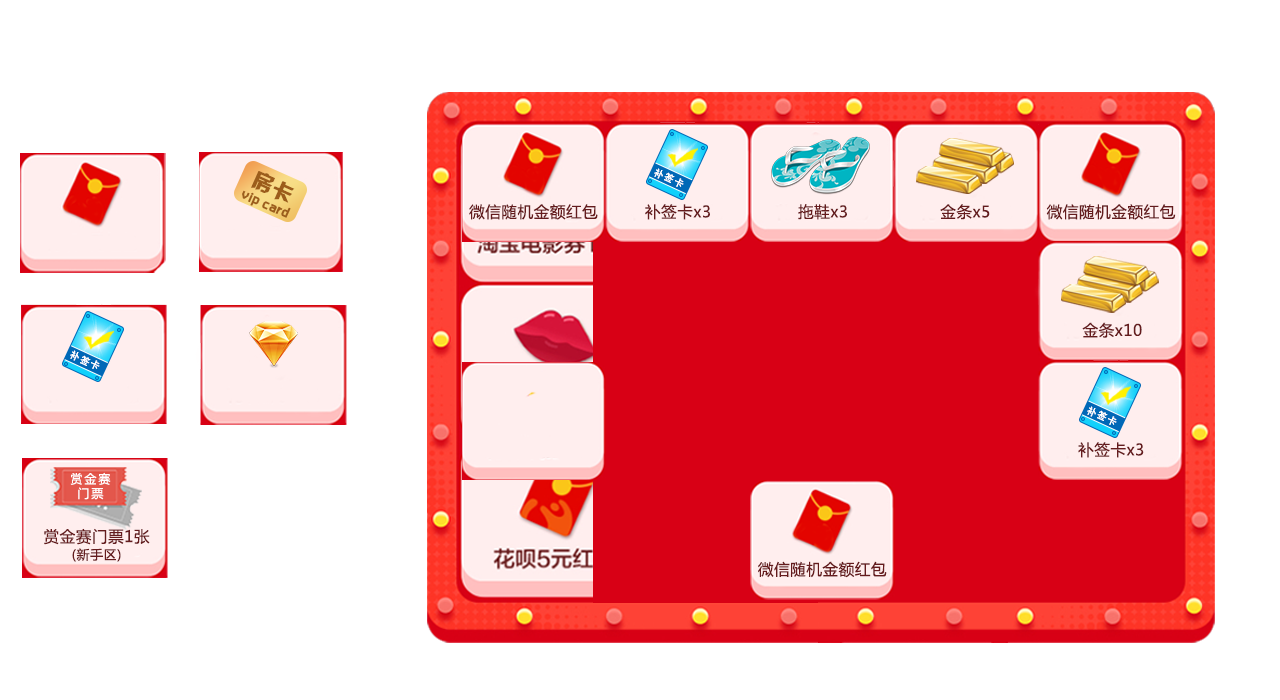 房卡
vip card
补签卡
赏金赛
门票
赏金赛门票1张
(新手区)
微信随机金额红包
补签卡
补签卡x3
拖鞋x3
金条x5
微信随机金额红包
淘宝电影券
金条x10
补签卡
补签卡x3
花呗5元红
微信随机金额红包